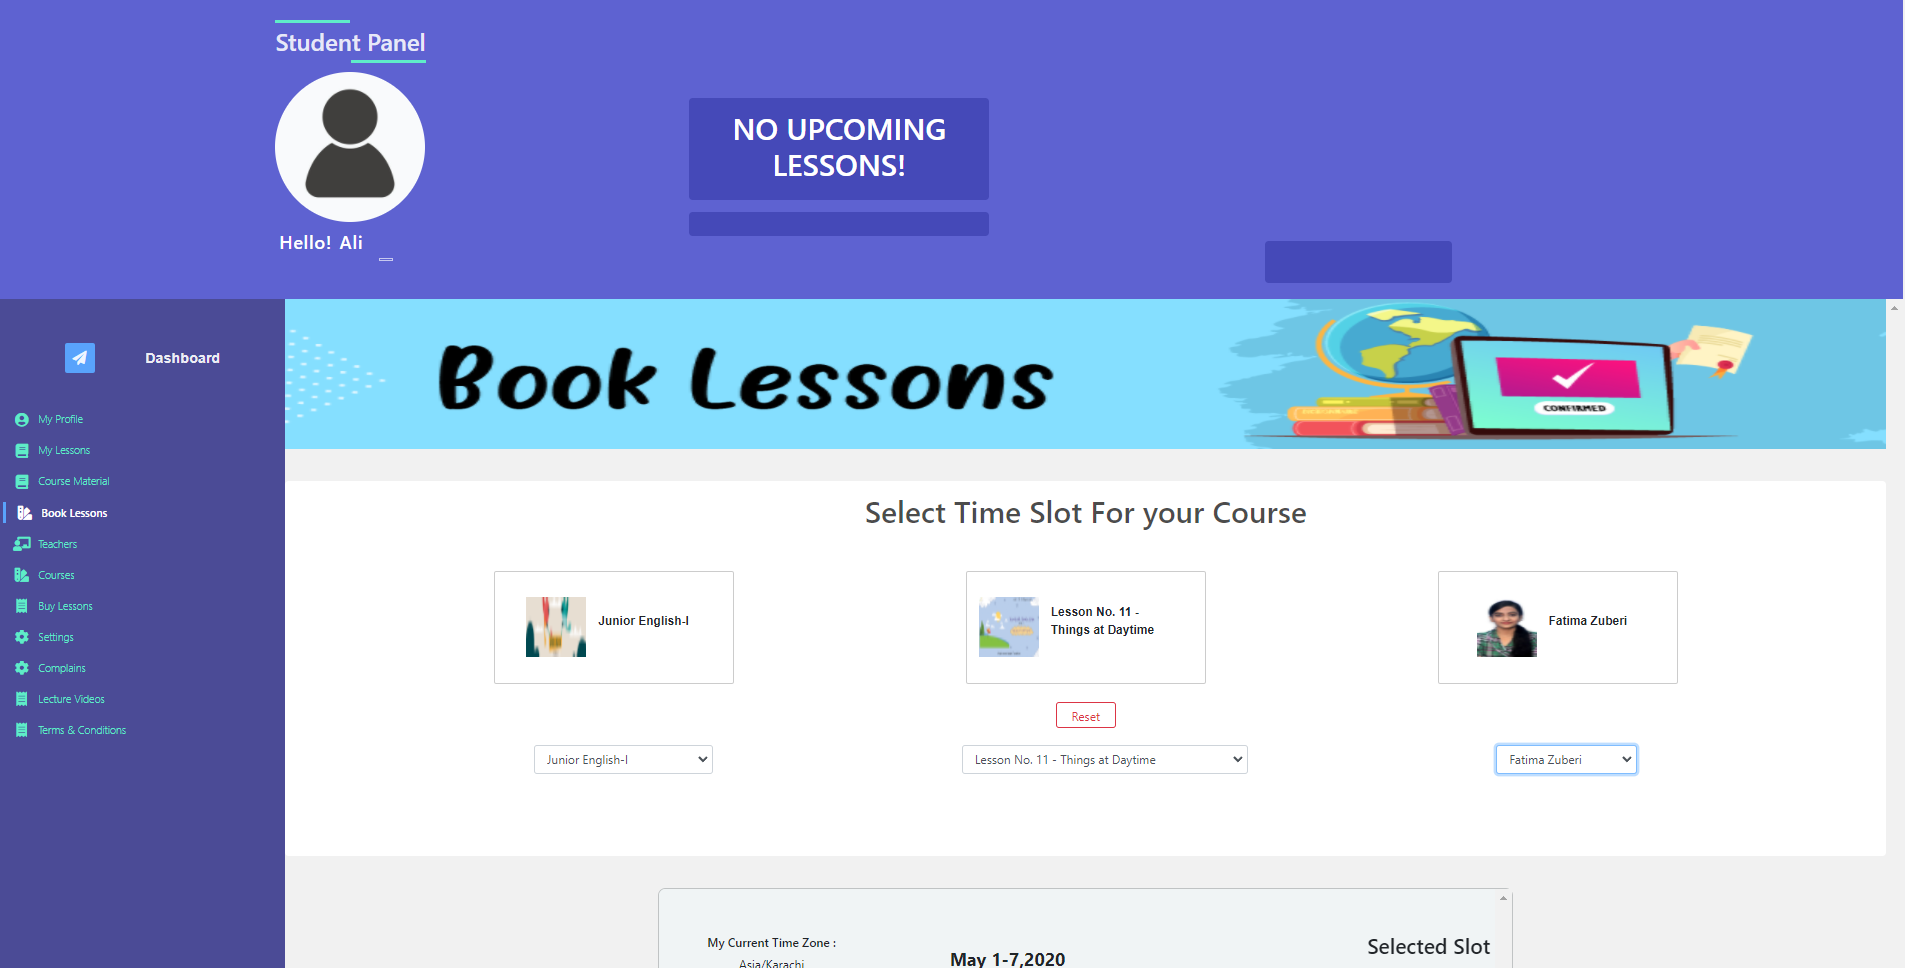 Student Panel
NO UPCOMING
LESSONS!
Hello! Ali
Dashboard
My Profile
My Lessons
Course Material
Book Lessons
Teachers
Courses
Buy Lessons
Settings
Complains
Lecture Videos
Terms & Conditions
Book Lessons
CONFIRMED
Select Time Slot For your Course
Junior English-I
Lesson No. 11 -
Things at Daytime
Fatima Zuberi
Reset
Junior English-I
Lesson No. 11 - Things at Daytime
Fatima Zuberi
My Current Time Zone :
Asia/Karachi
May 1-7,2020
Selected Slot